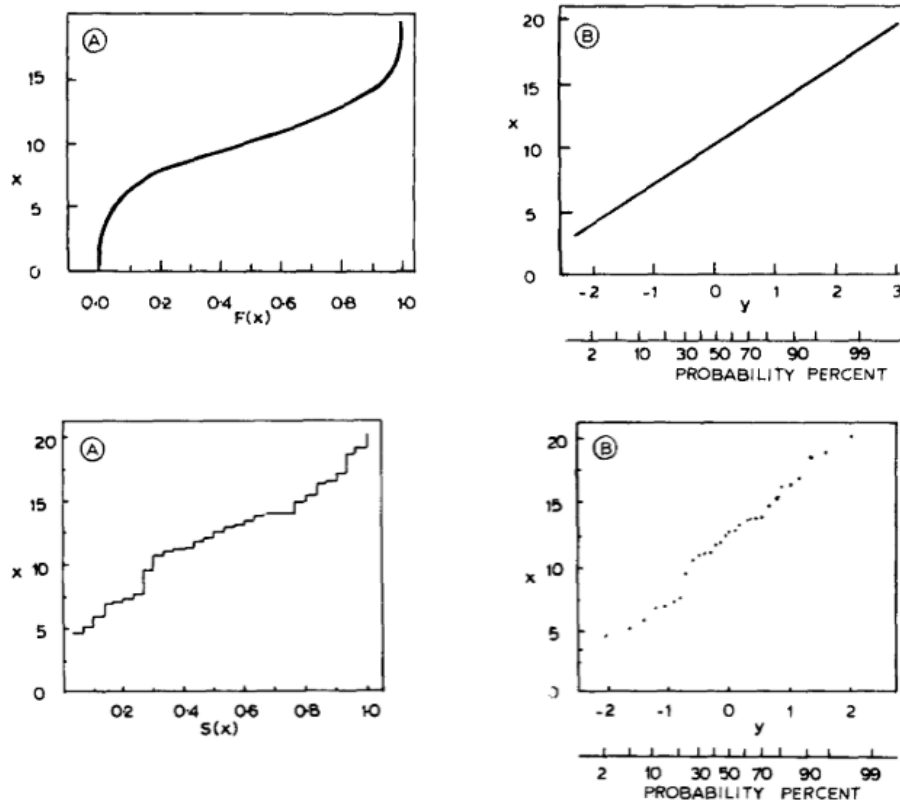 A
15
10
x
5
0
0·0 0·2 0·4 0·6 0·8 1·0
F(x)
B
20
15
x
10
5
0
-2 -1 0 1 2 3
y
2 10 30 50 70 90 99
PROBABILITY PERCENT
A
20
15
x 10
5
0
0·2 0·4 0·6 0·8 1·0
S(x)
B
20
15
x 10
5
0
-2 -1 0 1 2
y
2 10 30 50 70 90 99
PROBABILITY PERCENT